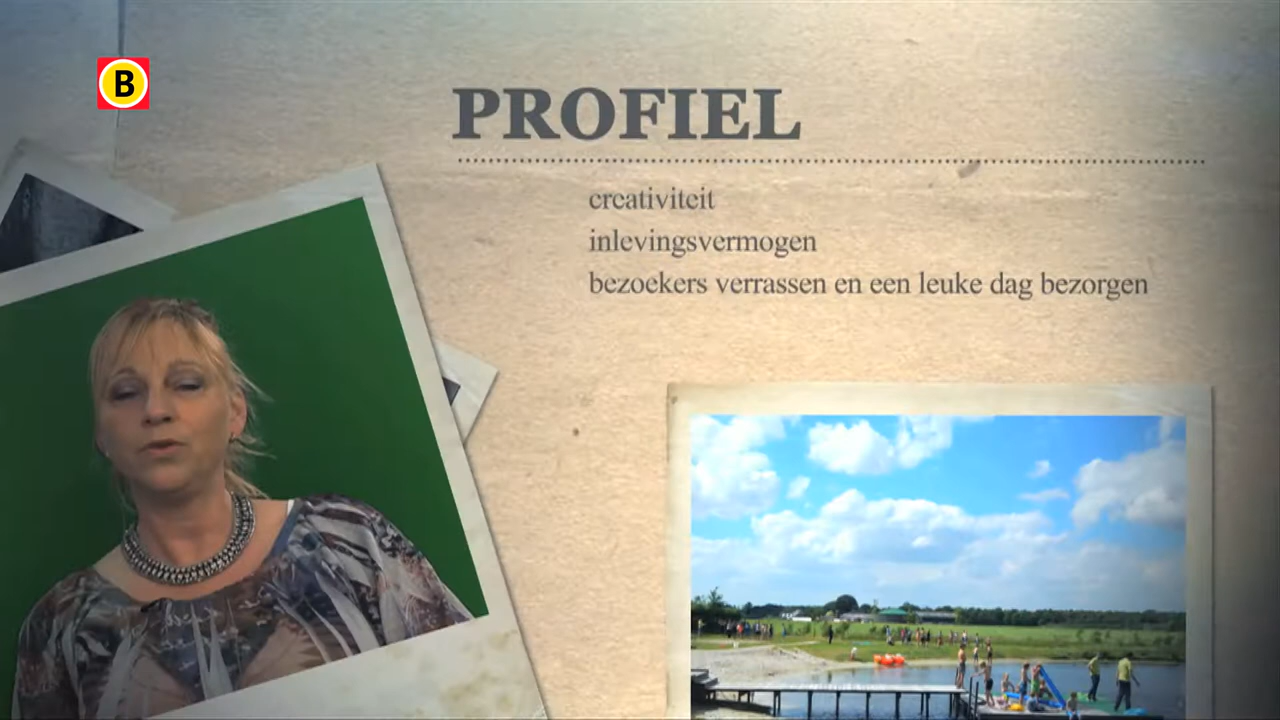 B
PROFIEL
creativiteit
inlevingsvermogen
bezoekers verrassen en een leuke dag bezorgen